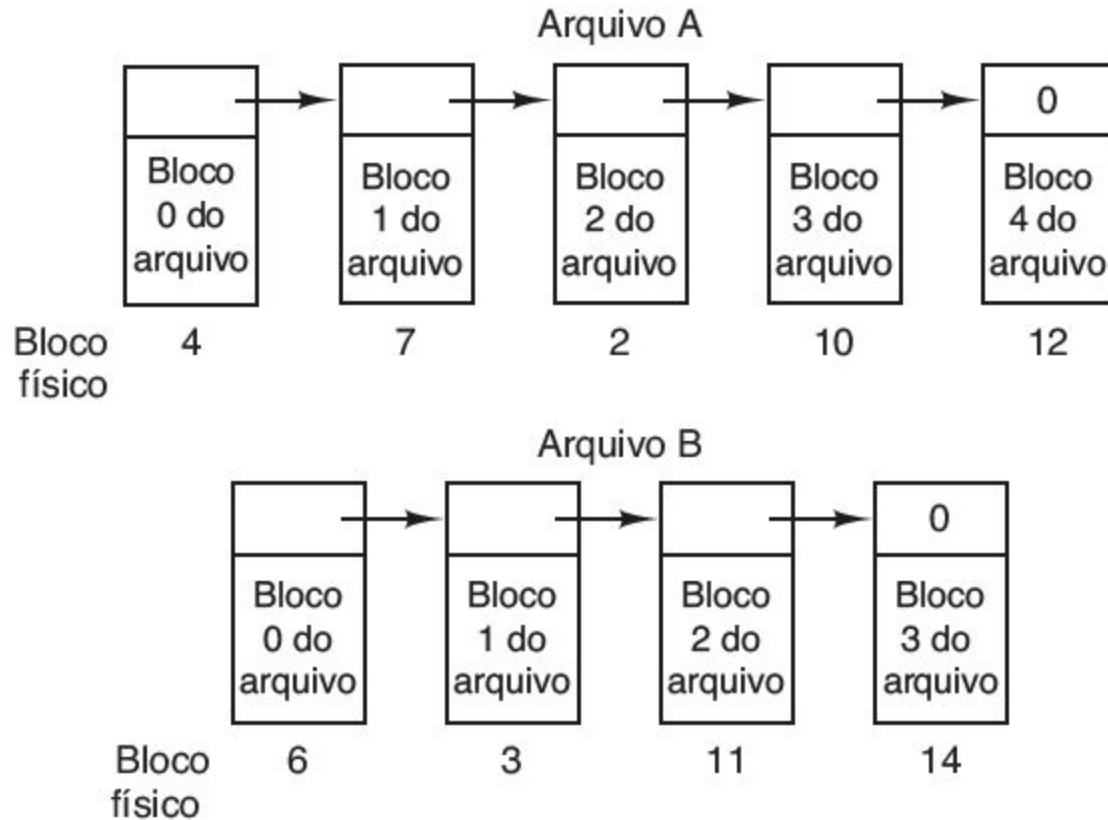 Arquivo A
0
Bloco Bloco Bloco Bloco Bloco
0 do 1 do 2 do 3 do 4 do
arquivo arquivo arquivo arquivo arquivo
Bloco 4 7 2 10 12
físico
Arquivo B
0
Bloco Bloco Bloco Bloco
0 do 1 do 2 do 3 do
arquivo arquivo arquivo arquivo
Bloco 6 3 11 14
físico